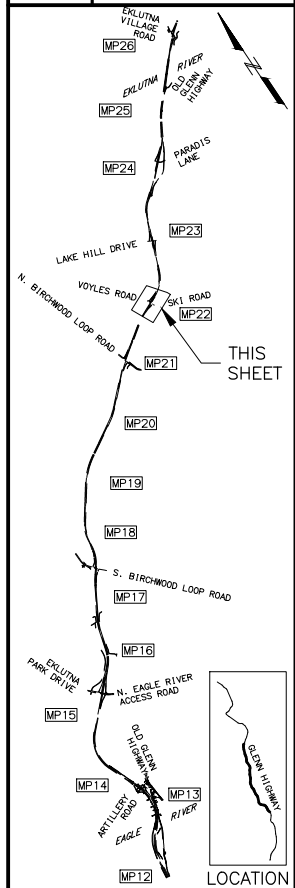 EKLUTNA
VILLAGE
ROAD
MP26
EKLUTNA RIVER
OLD
GLENN
HIGHWAY
MP25
PARADIS
LANE
MP24
MP23
LAKE HILL DRIVE
VOYLES ROAD
SKI ROAD
MP22
N. BIRCHWOOD LOOP ROAD
THIS
SHEET
MP21
MP20
MP19
MP18
S. BIRCHWOOD LOOP ROAD
MP17
MP16
EKLUTNA
PARK DRIVE
N. EAGLE RIVER
ACCESS ROAD
MP15
OLD GLENN
HIGHWAY
MP14
MP13
ARTILLERY
ROAD
EAGLE RIVER
MP12
GLENN HIGHWAY
LOCATION
N